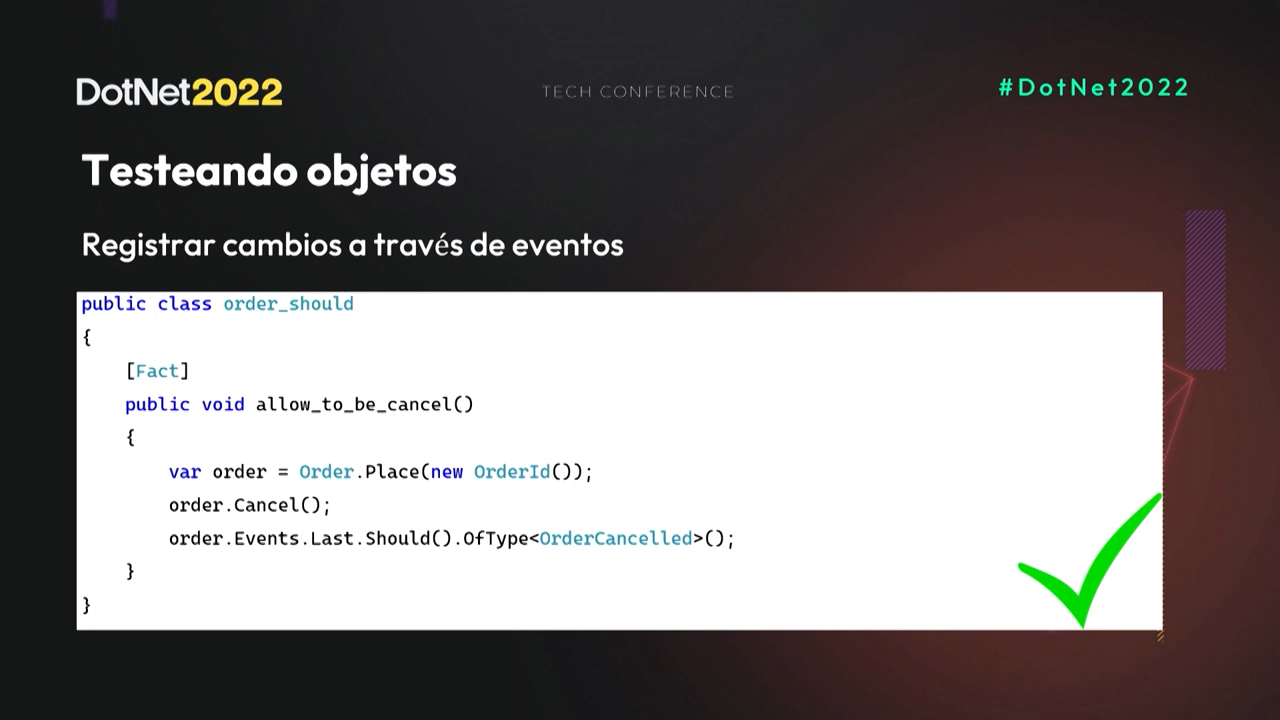 DotNet2022
TECH CONFERENCE
#DotNet2022
Testeando objetos
Registrar cambios a través de eventos
public class order_should
{
    [Fact]
    public void allow_to_be_cancel()
    {
        var order = Order.Place(new OrderId());
        order.Cancel();
        order.Events.Last.Should().OfType<OrderCancelled>();
    }
}